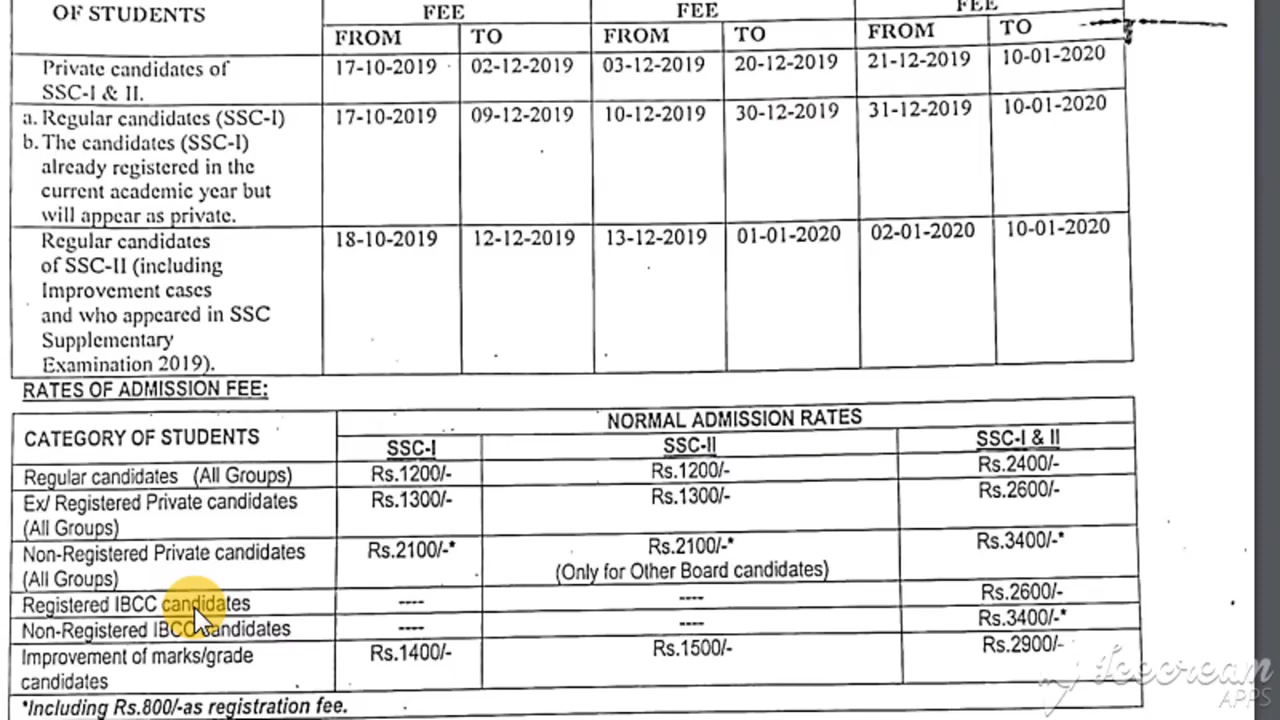 OF STUDENTS FEE FEE FEE
FROM TO FROM TO FROM TO
Private candidates of SSC-I & II. 17-10-2019 02-12-2019 03-12-2019 20-12-2019 21-12-2019 10-01-2020
a. Regular candidates (SSC-I) 17-10-2019 09-12-2019 10-12-2019 30-12-2019 31-12-2019 10-01-2020
b. The candidates (SSC-I)
already registered in the
current academic year but
will appear as private.
Regular candidates 18-10-2019 12-12-2019 13-12-2019 01-01-2020 02-01-2020 10-01-2020
of SSC-II (including
Improvement cases
and who appeared in SSC
Supplementary
Examination 2019).
RATES OF ADMISSION FEE:
CATEGORY OF STUDENTS NORMAL ADMISSION RATES
SSC-I SSC-II SSC-I & II
Regular candidates (All Groups) Rs.1200/- Rs.1200/- Rs.2400/-
Ex/ Registered Private candidates Rs.1300/- Rs.1300/- Rs.2600/-
(All Groups)
Non-Registered Private candidates Rs.2100/-* Rs.2100/-* Rs.3400/-*
(All Groups) (Only for Other Board candidates)
Registered IBCC candidates ---- ---- Rs.2600/-
Non-Registered IBCC candidates ---- ---- Rs.3400/-*
Improvement of marks/grade Rs.1400/- Rs.1500/- Rs.2900/-
candidates
*Including Rs.800/-as registration fee.
Icecream
APPS